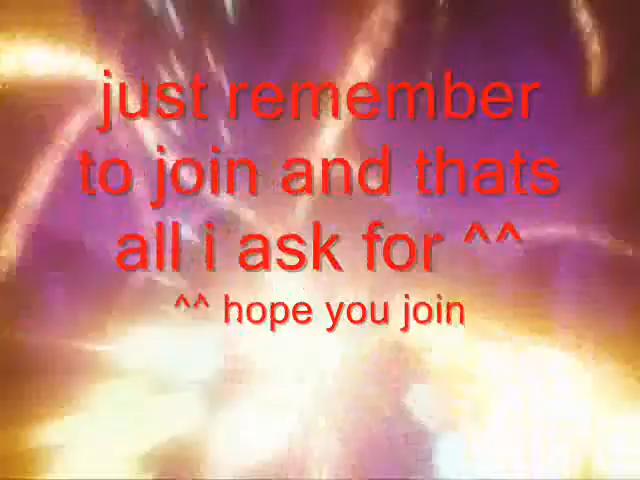 just remember
to join and thats
all i ask for ^^
^^ hope you join